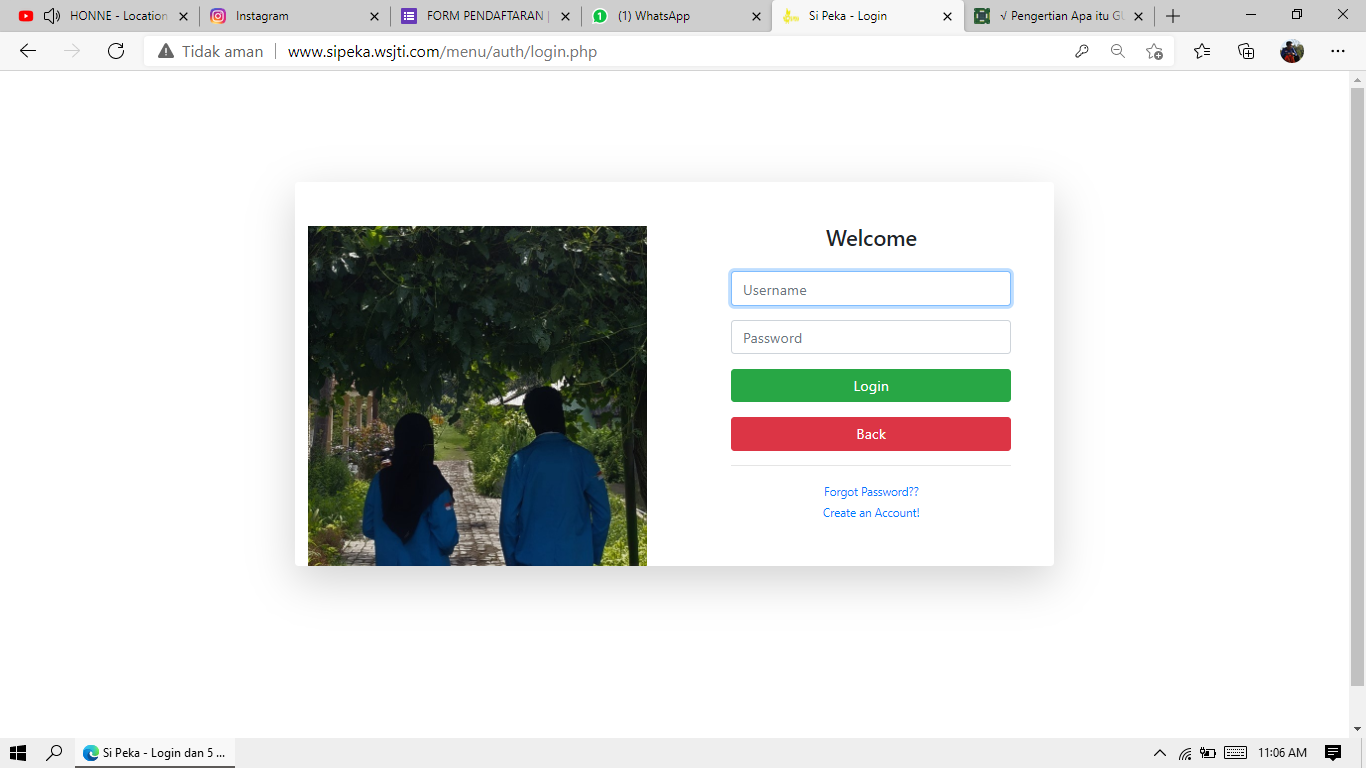 HONNE - Location
Instagram
FORM PENDAFTARAN |
(1) WhatsApp
Si Peka - Login
√ Pengertian Apa itu GU
Tidak aman
www.sipeka.wsjti.com/menu/auth/login.php
Welcome
Username
Password
Login
Back
Forgot Password??
Create an Account!
Si Peka - Login dan 5 ...
11:06 AM